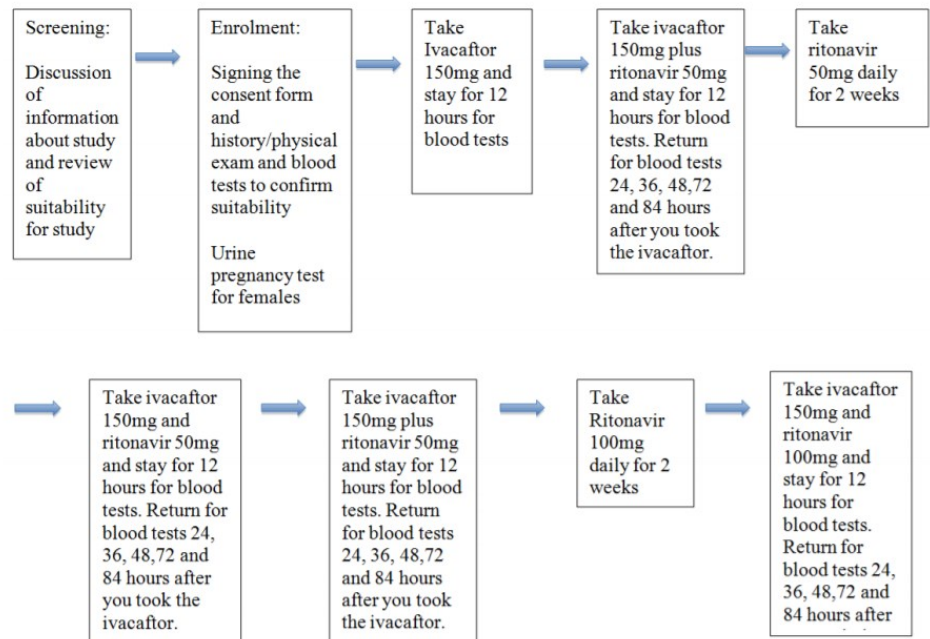 Screening:
Discussion
of
information
about study
and review
of
suitability
for study
Enrolment:
Signing the
consent form
and
history/physical
exam and blood
tests to confirm
suitability
Urine
pregnancy test
for females
Take
Ivacaftor
150mg and
stay for 12
hours for
blood tests
Take ivacaftor
150mg plus
ritonavir 50mg
and stay for 12
hours for blood
tests. Return
for blood tests
24, 36, 48,72
and 84 hours
after you took
the ivacaftor.
Take
ritonavir
50mg daily
for 2 weeks
Take ivacaftor
150mg and
ritonavir 50mg
and stay for 12
hours for blood
tests. Return for
blood tests 24,
36, 48,72 and
84 hours after
you took the
ivacaftor.
Take ivacaftor
150mg plus
ritonavir 50mg
and stay for 12
hours for blood
tests. Return
for blood tests
24, 36, 48,72
and 84 hours
after you took
the ivacaftor.
Take
Ritonavir
100mg
daily for 2
weeks
Take ivacaftor
150mg and
ritonavir
100mg and
stay for 12
hours for
blood tests.
Return for
blood tests 24,
36, 48,72 and
84 hours after